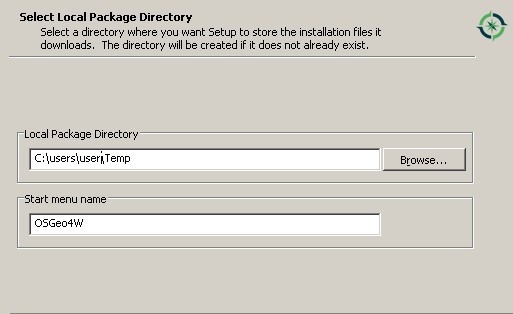 Select Local Package Directory
Select a directory where you want Setup to store the installation files it
downloads. The directory will be created if it does not already exist.
Local Package Directory
C:\users\user\Temp
Browse...
Start menu name
OSGeo4W